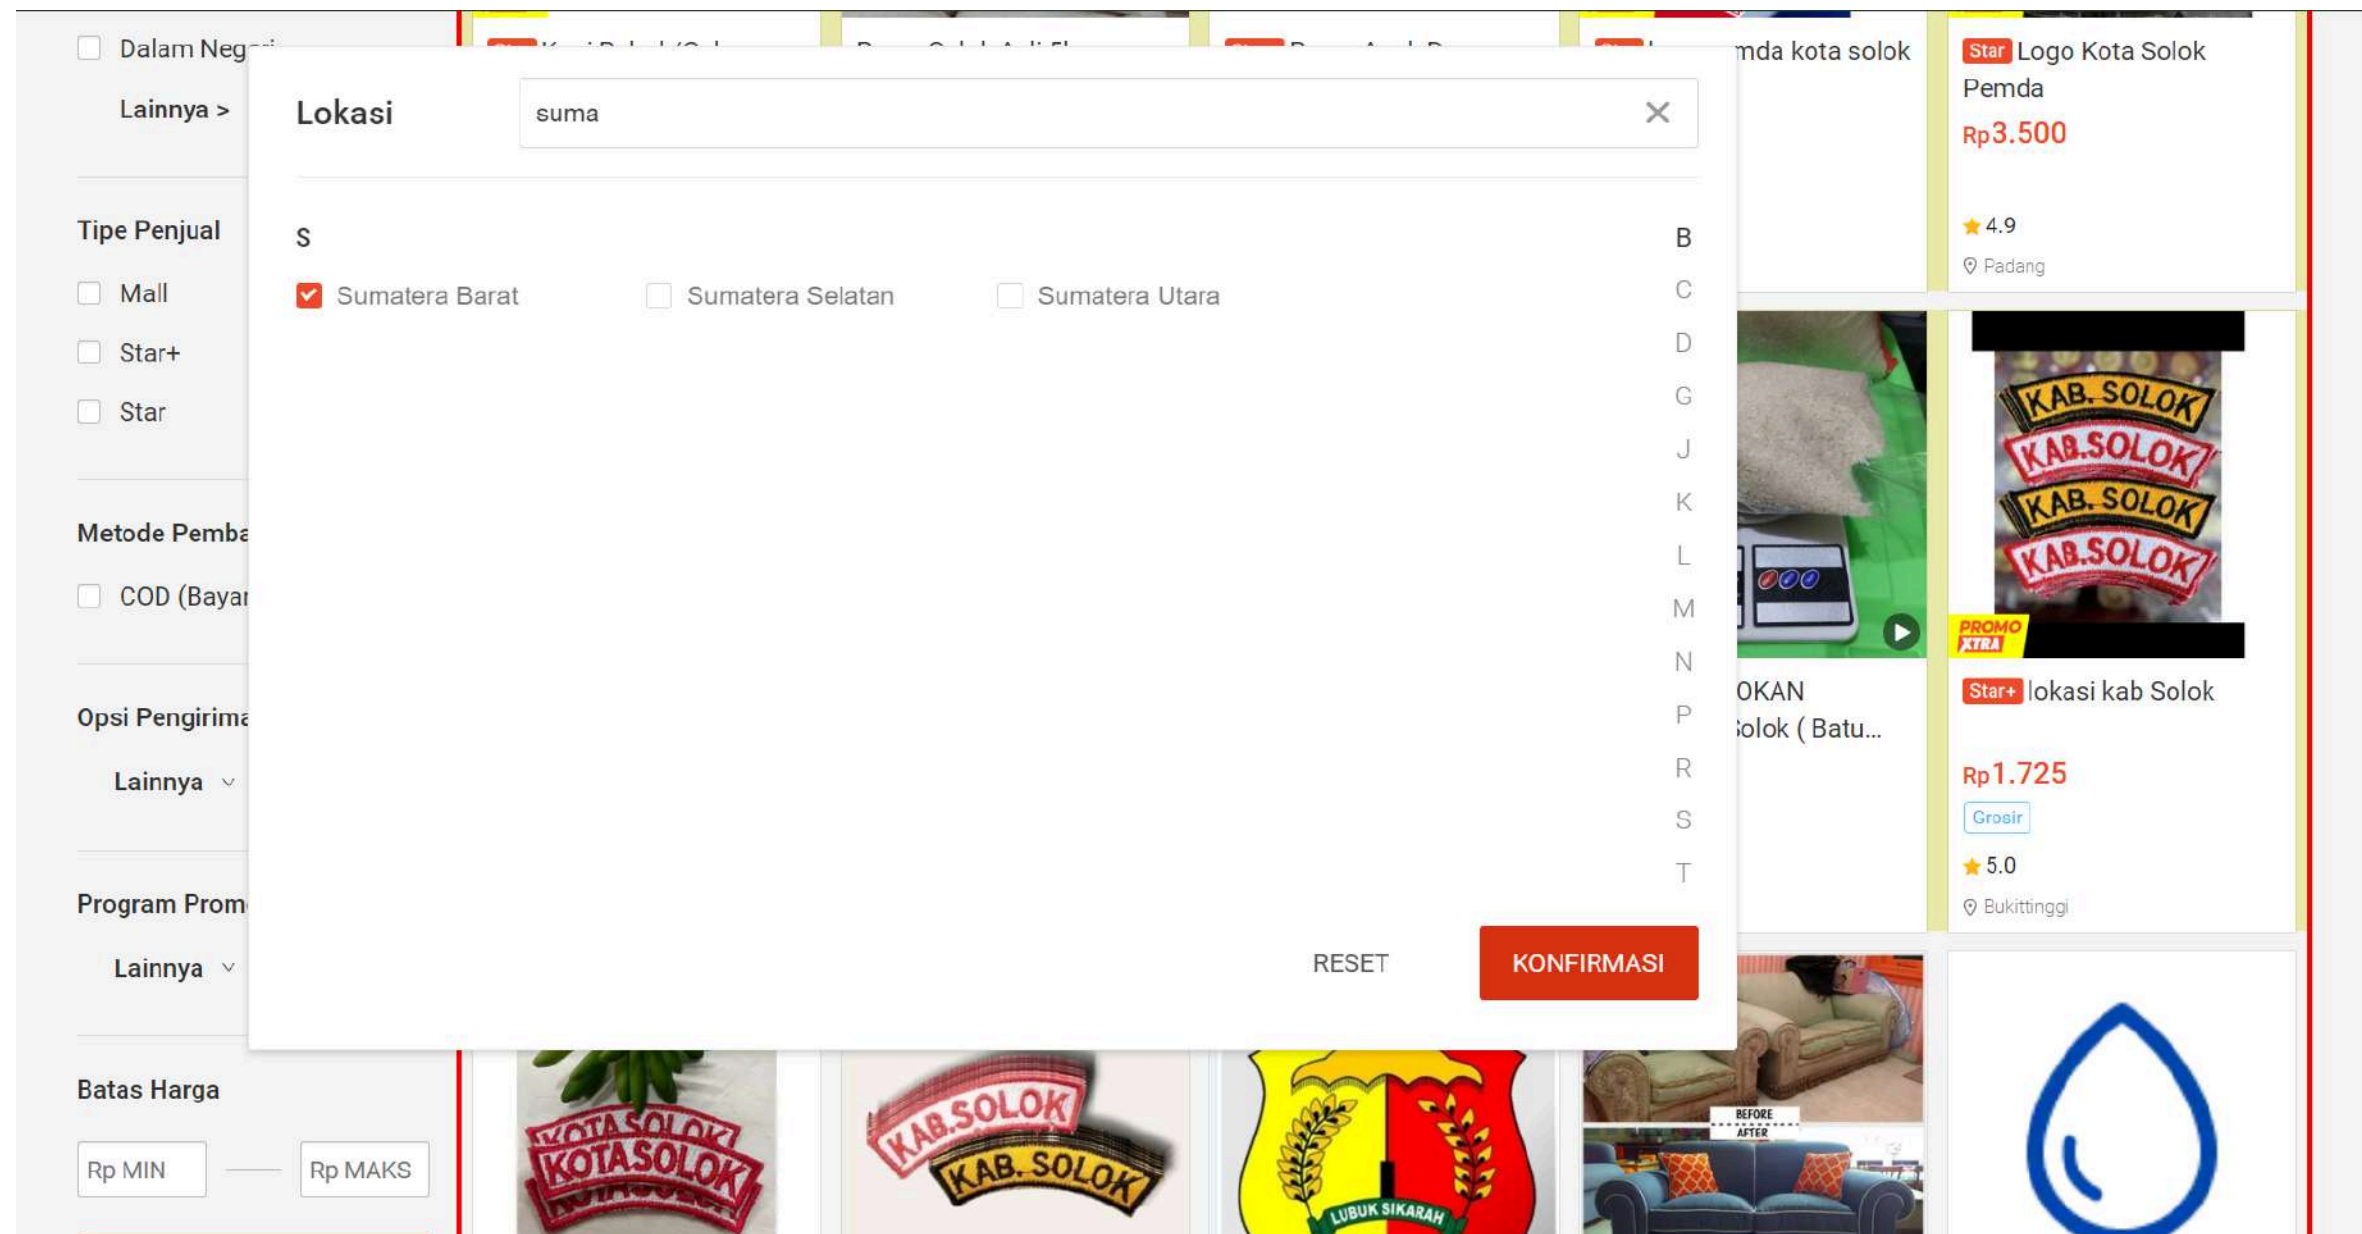 Dalam Neg
Lainnya >
Tipe Penjual
Mall
Star+
Star
Metode Pemba
COD (Bayar
Opsi Pengirima
Lainnya
Program Prom
Lainnya
Batas Harga
Rp MIN
Rp MAKS
Lokasi
suma
S
Sumatera Barat
Sumatera Selatan
Sumatera Utara
B
C
D
G
J
K
L
M
N
P
R
S
T
RESET
KONFIRMASI
mda kota solok
Star Logo Kota Solok
Pemda
Rp3.500
4.9
Padang
KAB. SOLOK
KAB.SOLOK
KAB. SOLOK
KAB.SOLOK
PROMO
XTRA
OKAN
olok ( Batu...
Star+ lokasi kab Solok
Rp1.725
Grosir
5.0
Bukittinggi
KOTA SOLOK
KOTASOLOK
KAB.SOLOK
KAB. SOLOK
LUBUK SIKARAH
BEFORE
AFTER